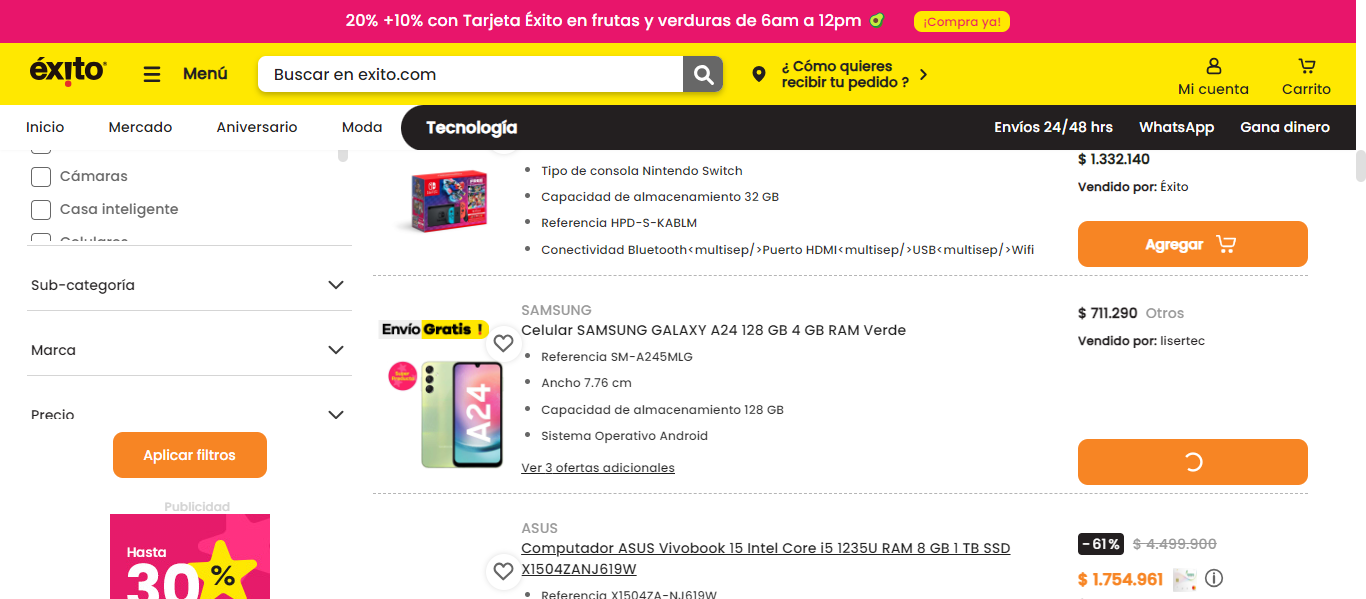 20% +10% con Tarjeta Éxito en frutas y verduras de 6am a 12pm ¡Compra ya!
éxito Menú Buscar en exito.com ¿ Cómo quieres
recibir tu pedido ? Mi cuenta Carrito
Inicio Mercado Aniversario Moda Tecnología Envíos 24/48 hrs WhatsApp Gana dinero
Cámaras
Casa inteligente
Celulares
Sub-categoría
Marca
Precio
Aplicar filtros
Publicidad
Hasta
30%
Tipo de consola Nintendo Switch
Capacidad de almacenamiento 32 GB
Referencia HPD-S-KABLM
Conectividad Bluetooth<multisep/>Puerto HDMI<multisep/>USB<multisep/>Wifi
$ 1.332.140
Vendido por: Éxito
Agregar
Envío Gratis !
A24
SAMSUNG
Celular SAMSUNG GALAXY A24 128 GB 4 GB RAM Verde
Referencia SM-A245MLG
Ancho 7.76 cm
Capacidad de almacenamiento 128 GB
Sistema Operativo Android
Ver 3 ofertas adicionales
$ 711.290 Otros
Vendido por: lisertec
ASUS
Computador ASUS Vivobook 15 Intel Core i5 1235U RAM 8 GB 1 TB SSD
X1504ZANJ619W
Referencia X1504ZA-NJ619W
- 61% $ 4.499.900
$ 1.754.961